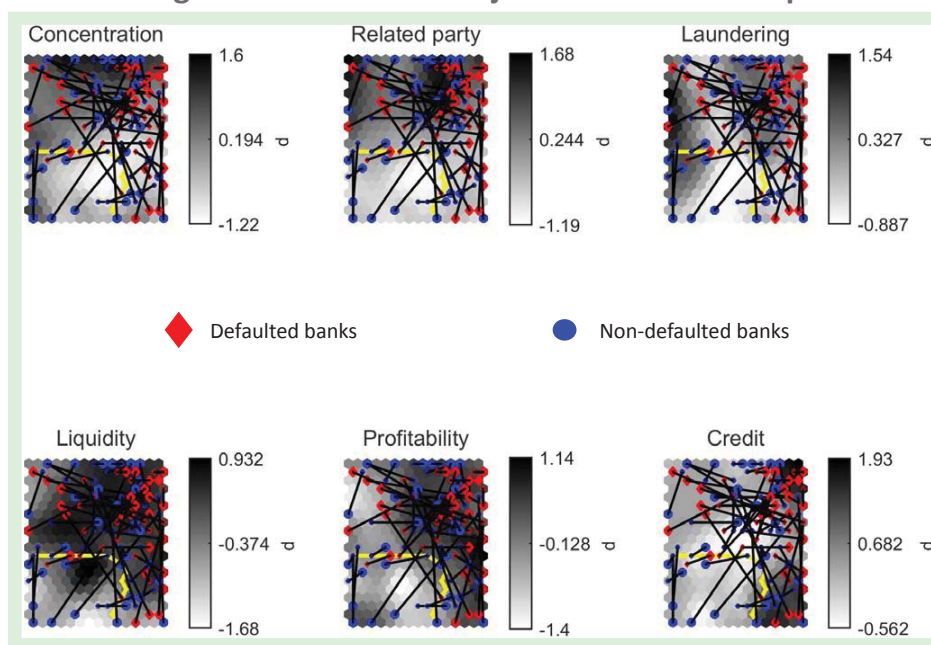 Concentration
1.6
0.194
d
-1.22
Related party
1.68
0.244
d
-1.19
Laundering
1.54
0.327
d
-0.887
Defaulted banks
Non-defaulted banks
Liquidity
0.932
-0.374
d
-1.68
Profitability
1.14
-0.128
d
-1.4
Credit
1.93
0.682
d
-0.562